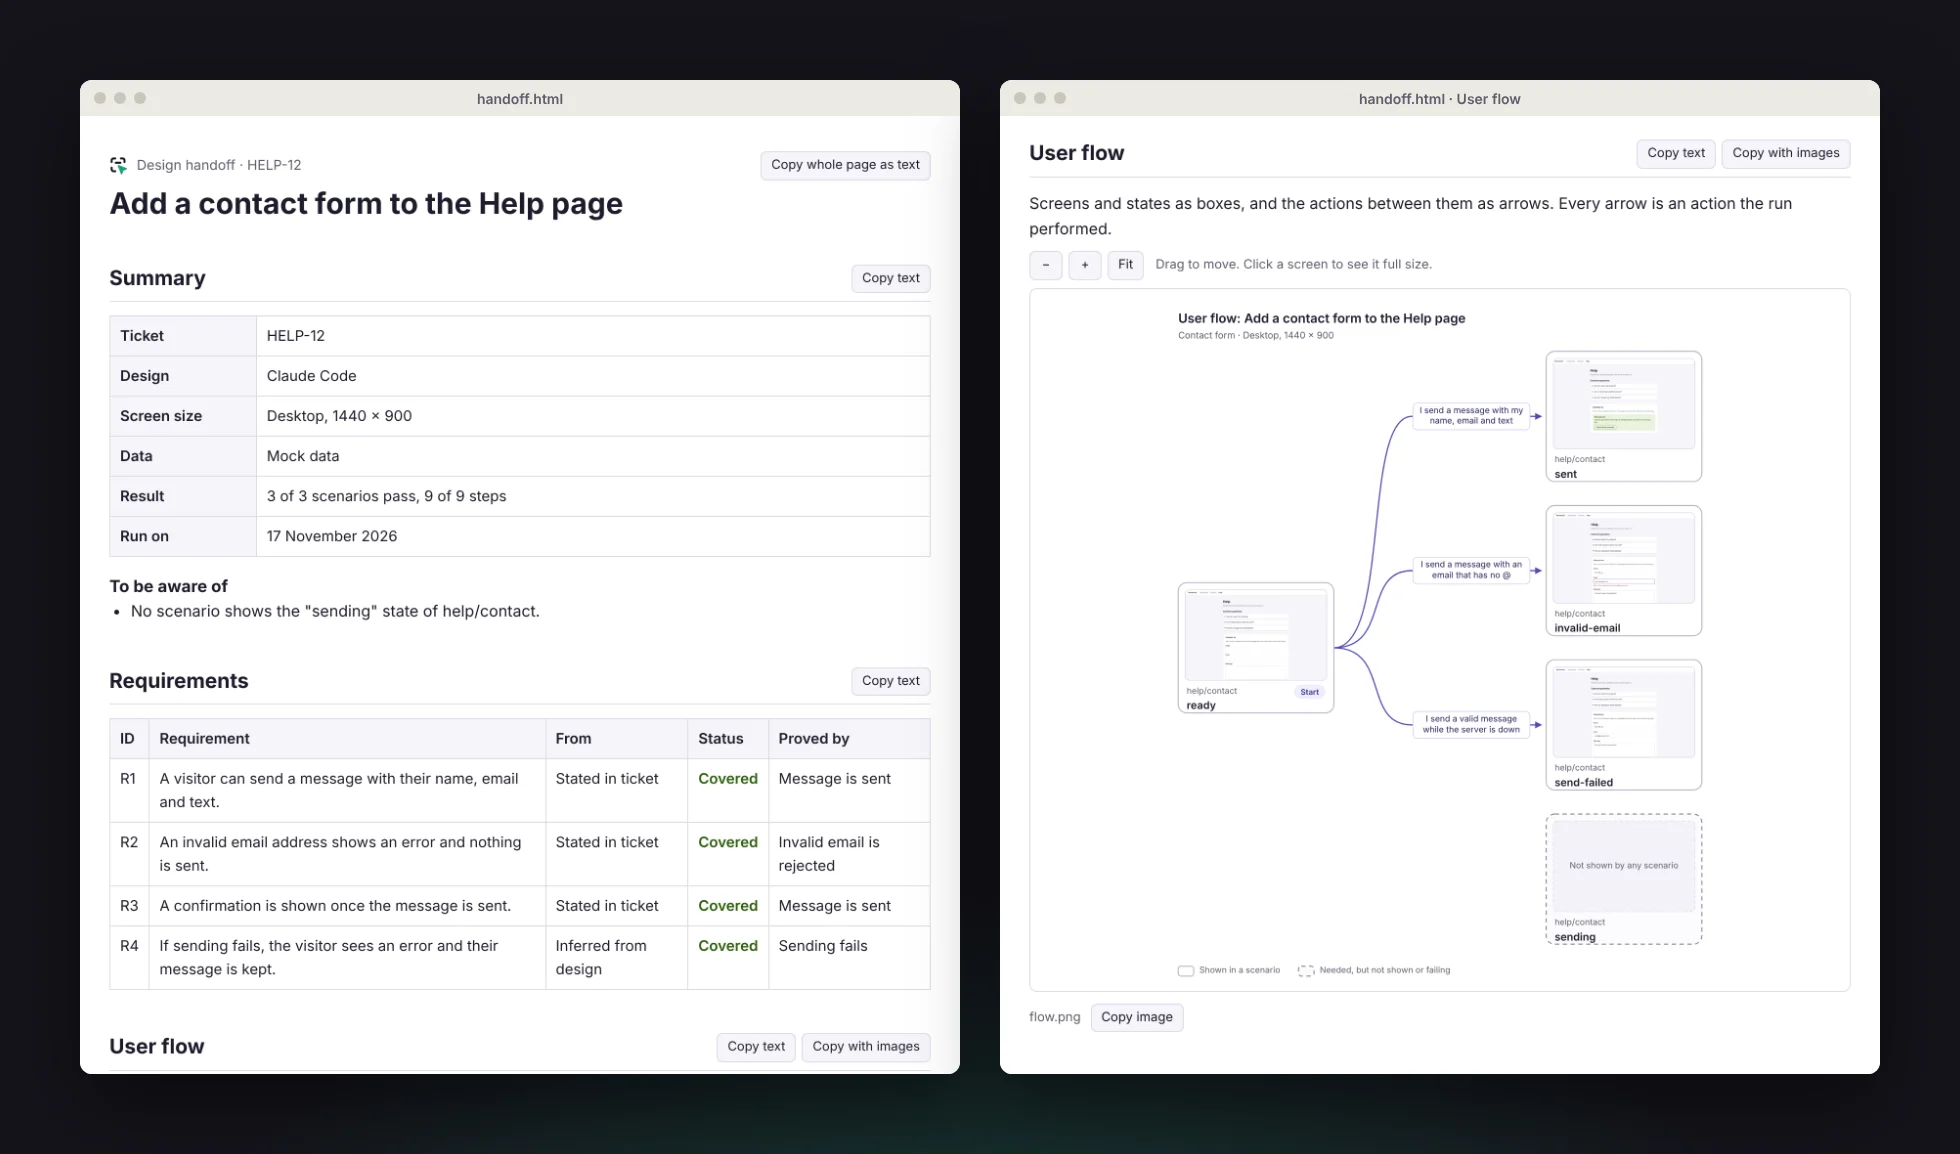 handoff.html
Design handoff · HELP-12
Copy whole page as text
Add a contact form to the Help page
Summary
Copy text
Ticket
HELP-12
Design
Claude Code
Screen size
Desktop, 1440 × 900
Data
Mock data
Result
3 of 3 scenarios pass, 9 of 9 steps
Run on
17 November 2026
To be aware of
• No scenario shows the "sending" state of help/contact.
Requirements
Copy text
ID
Requirement
From
Status
Proved by
R1
A visitor can send a message with their name, email
and text.
Stated in ticket
Covered
Message is sent
R2
An invalid email address shows an error and nothing
is sent.
Stated in ticket
Covered
Invalid email is
rejected
R3
A confirmation is shown once the message is sent.
Stated in ticket
Covered
Message is sent
R4
If sending fails, the visitor sees an error and their
message is kept.
Inferred from
design
Covered
Sending fails
User flow
Copy text
Copy with images
handoff.html · User flow
User flow
Copy text
Copy with images
Screens and states as boxes, and the actions between them as arrows. Every arrow is an action the run
performed.
−
+
Fit
Drag to move. Click a screen to see it full size.
User flow: Add a contact form to the Help page
Contact form · Desktop, 1440 × 900
help/contact
ready
Start
I send a message with my
name, email and text
Help
help/contact
sent
I send a message with an
email that has no @
help/contact
invalid-email
I send a valid message
while the server is down
help/contact
send-failed
Not shown by any scenario
help/contact
sending
Shown in a scenario
Needed, but not shown or failing
flow.png
Copy image